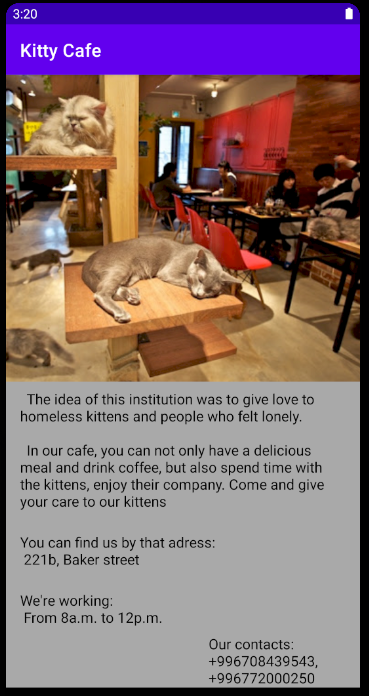 3:20
Kitty Cafe
The idea of this institution was to give love to
homeless kittens and people who felt lonely.
In our cafe, you can not only have a delicious
meal and drink coffee, but also spend time with
the kittens, enjoy their company. Come and give
your care to our kittens
You can find us by that adress:
221b, Baker street
We're working:
From 8a.m. to 12p.m.
Our contacts:
+996708439543,
+996772000250